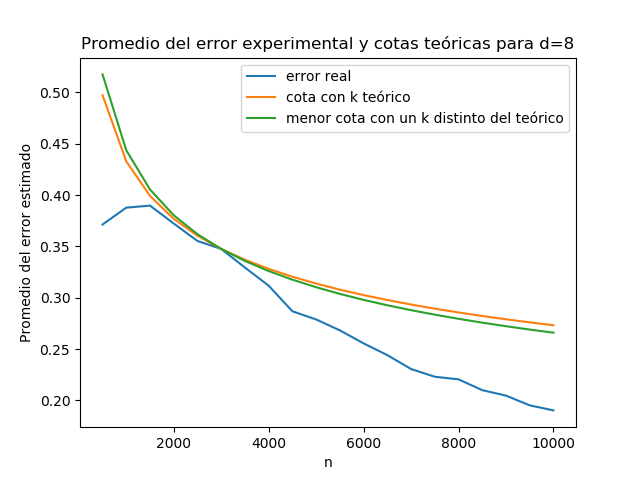 Promedio del error experimental y cotas teóricas para d=8
error real
cota con k teórico
menor cota con un k distinto del teórico
Promedio del error estimado
0.50
0.45
0.40
0.35
0.30
0.25
0.20
2000
4000
6000
8000
10000
n